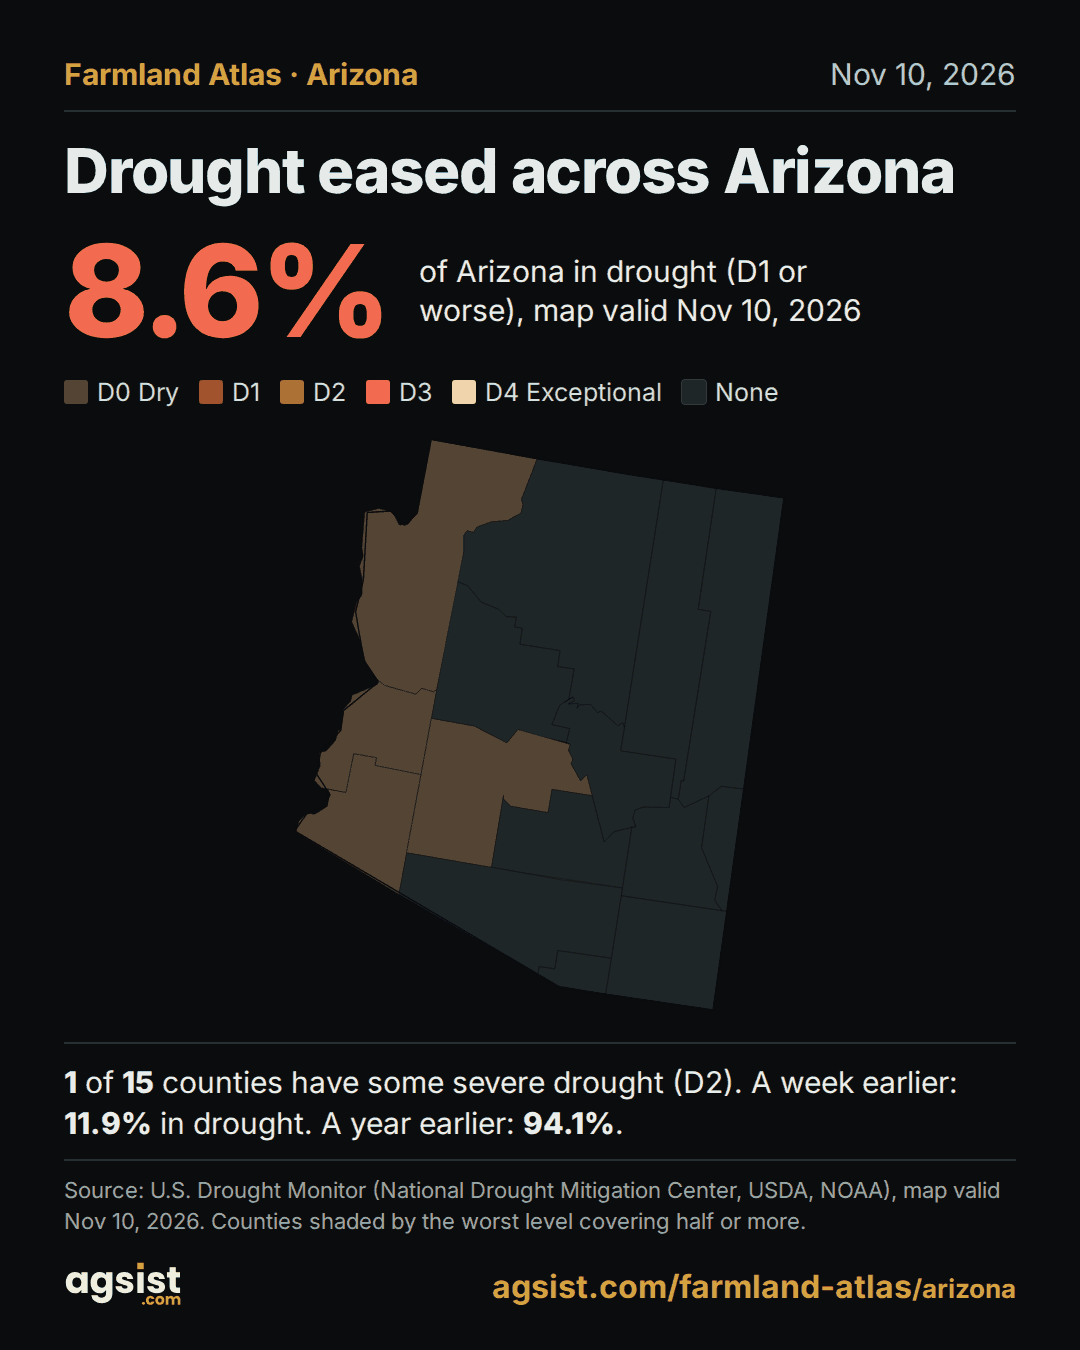 Farmland Atlas · Arizona
Nov 10, 2026
Drought eased across Arizona
8.6%
of Arizona in drought (D1 or
worse), map valid Nov 10, 2026
D0 Dry D1 D2 D3 D4 Exceptional None
1 of 15 counties have some severe drought (D2). A week earlier:
11.9% in drought. A year earlier: 94.1%.
Source: U.S. Drought Monitor (National Drought Mitigation Center, USDA, NOAA), map valid
Nov 10, 2026. Counties shaded by the worst level covering half or more.
agsist
.com
agsist.com/farmland-atlas/arizona